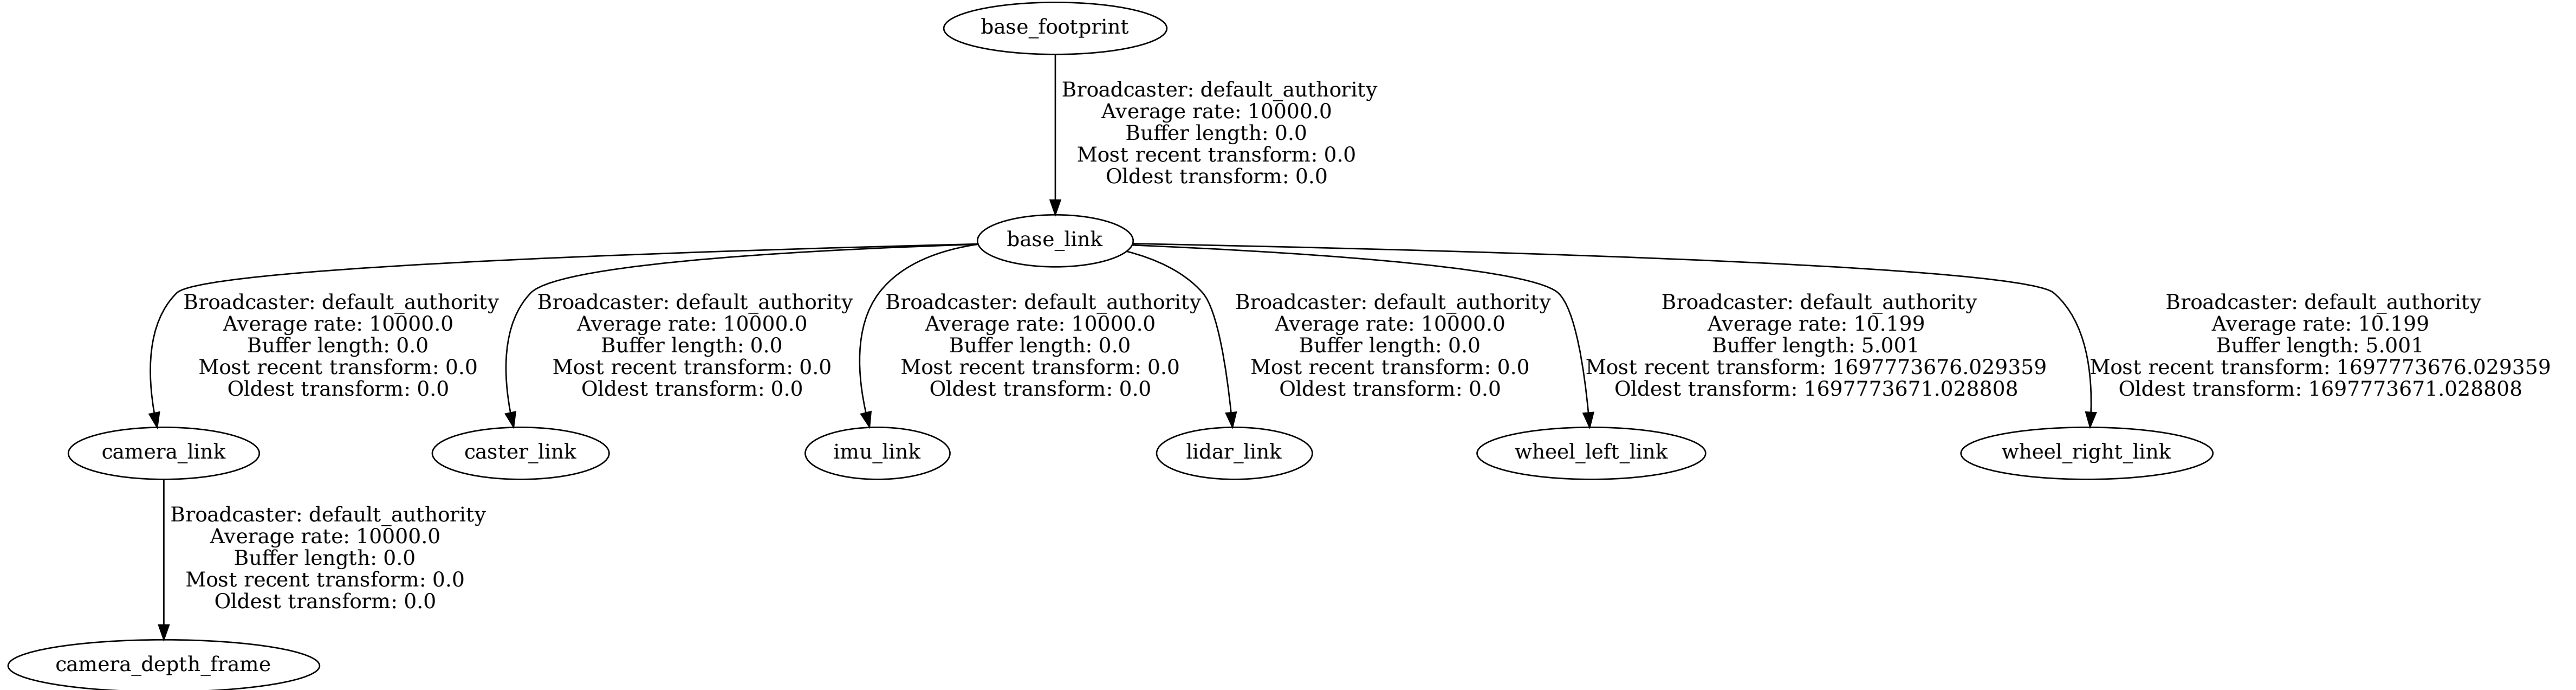 base_footprint
Broadcaster: default_authority
Average rate: 10000.0
Buffer length: 0.0
Most recent transform: 0.0
Oldest transform: 0.0
base_link
Broadcaster: default_authority
Average rate: 10000.0
Buffer length: 0.0
Most recent transform: 0.0
Oldest transform: 0.0
Broadcaster: default_authority
Average rate: 10000.0
Buffer length: 0.0
Most recent transform: 0.0
Oldest transform: 0.0
Broadcaster: default_authority
Average rate: 10000.0
Buffer length: 0.0
Most recent transform: 0.0
Oldest transform: 0.0
Broadcaster: default_authority
Average rate: 10000.0
Buffer length: 0.0
Most recent transform: 0.0
Oldest transform: 0.0
Broadcaster: default_authority
Average rate: 10.199
Buffer length: 5.001
Most recent transform: 1697773676.029359
Oldest transform: 1697773671.028808
Broadcaster: default_authority
Average rate: 10.199
Buffer length: 5.001
Most recent transform: 1697773676.029359
Oldest transform: 1697773671.028808
camera_link
caster_link
imu_link
lidar_link
wheel_left_link
wheel_right_link
Broadcaster: default_authority
Average rate: 10000.0
Buffer length: 0.0
Most recent transform: 0.0
Oldest transform: 0.0
camera_depth_frame